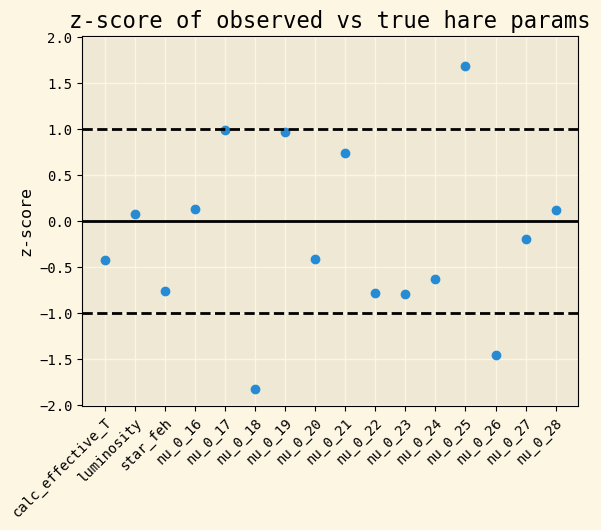 z-score of observed vs true hare params
2.0
1.5
1.0
0.5
0.0
−0.5
−1.0
−1.5
−2.0
z-score
calc_effective_T
luminosity
star_feh
nu_0_16
nu_0_17
nu_0_18
nu_0_19
nu_0_20
nu_0_21
nu_0_22
nu_0_23
nu_0_24
nu_0_25
nu_0_26
nu_0_27
nu_0_28